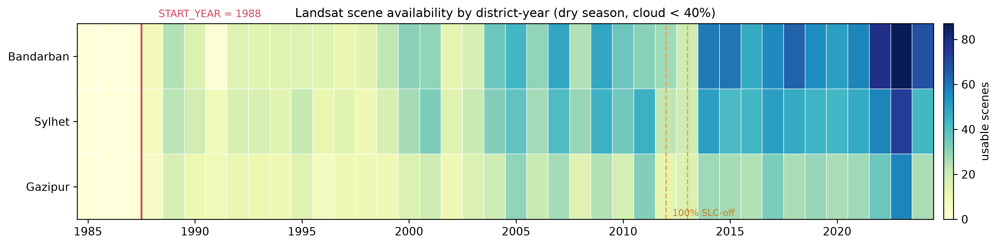 START_YEAR = 1988
Landsat scene availability by district-year (dry season, cloud < 40%)
Bandarban
Sylhet
Gazipur
100% SLC-off
1985 1990 1995 2000 2005 2010 2015 2020
80
60
40
20
0
usable scenes